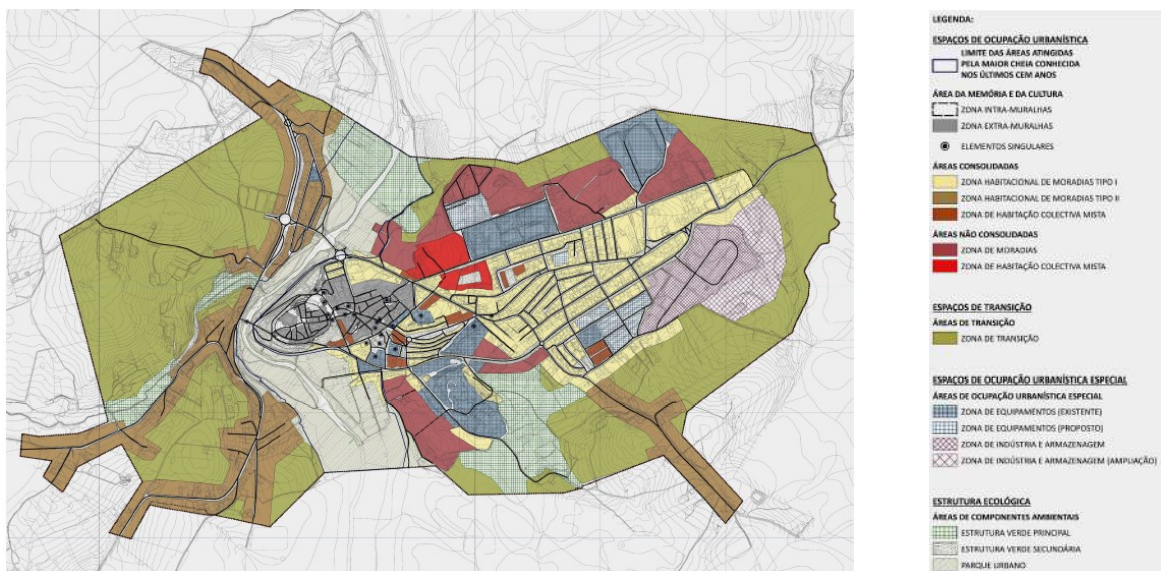 LEGENDA:
ESPAÇOS DE OCUPAÇÃO URBANÍSTICA
LIMITE DAS ÁREAS ATINGIDAS
PELA MAIOR CHEIA CONHECIDA
NOS ÚLTIMOS CEM ANOS
ÁREA DA MEMÓRIA E DA CULTURA
ZONA INTRA-MURALHAS
ZONA EXTRA-MURALHAS
ELEMENTOS SINGULARES
ÁREAS CONSOLIDADAS
ZONA HABITACIONAL DE MORADIAS TIPO I
ZONA HABITACIONAL DE MORADIAS TIPO II
ZONA DE HABITAÇÃO COLECTIVA MISTA
ÁREAS NÃO CONSOLIDADAS
ZONA DE MORADIAS
ZONA DE HABITAÇÃO COLECTIVA MISTA
ESPAÇOS DE TRANSIÇÃO
ÁREAS DE TRANSIÇÃO
ZONA DE TRANSIÇÃO
ESPAÇOS DE OCUPAÇÃO URBANÍSTICA ESPECIAL
ÁREAS DE OCUPAÇÃO URBANÍSTICA ESPECIAL
ZONA DE EQUIPAMENTOS (EXISTENTE)
ZONA DE EQUIPAMENTOS (PROPOSTO)
ZONA DE INDÚSTRIA E ARMAZENAGEM
ZONA DE INDÚSTRIA E ARMAZENAGEM (AMPLIAÇÃO)
ESTRUTURA ECOLÓGICA
ÁREAS DE COMPONENTES AMBIENTAIS
ESTRUTURA VERDE PRINCIPAL
ESTRUTURA VERDE SECUNDÁRIA
PARQUE URBANO